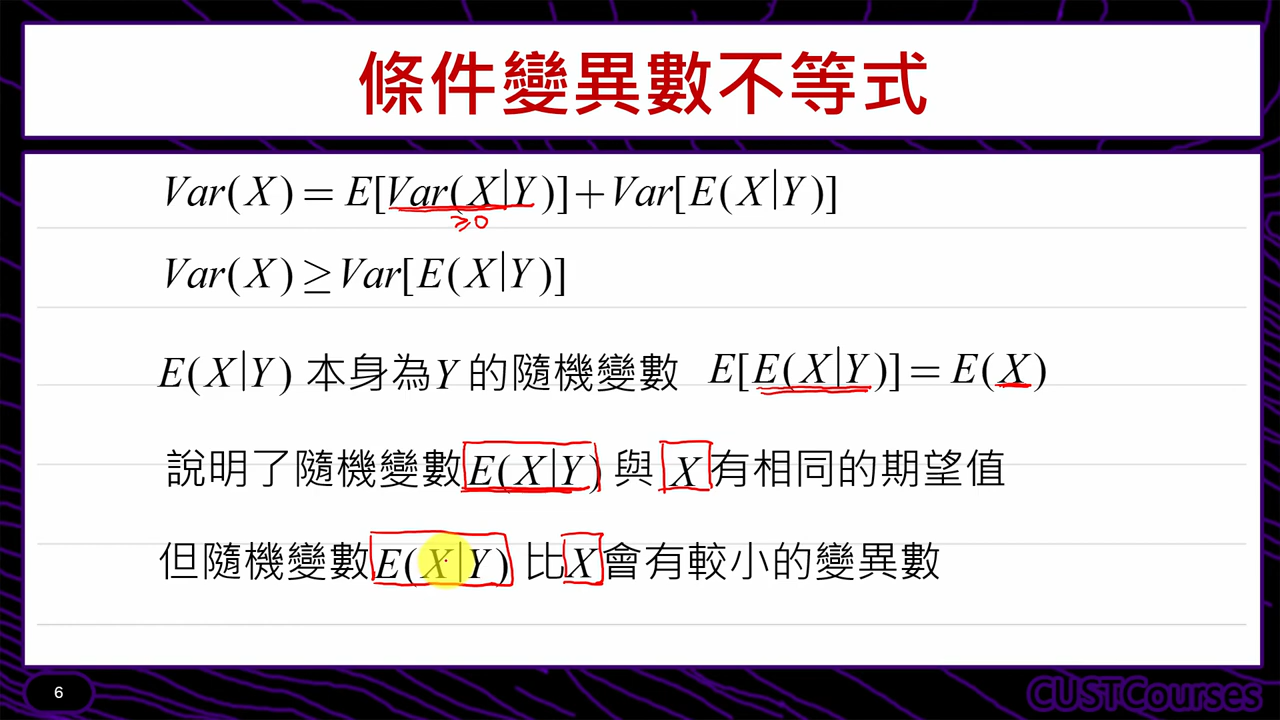 條件變異數不等式
Var(X) = E[Var(X|Y)] + Var[E(X|Y)]
≥0
Var(X) ≥ Var[E(X|Y)]
E(X|Y) 本身為Y的隨機變數 E[E(X|Y)] = E(X)
說明了隨機變數E(X|Y) 與 X 有相同的期望值
但隨機變數E(X|Y) 比 X 會有較小的變異數
6
CUSTCourses